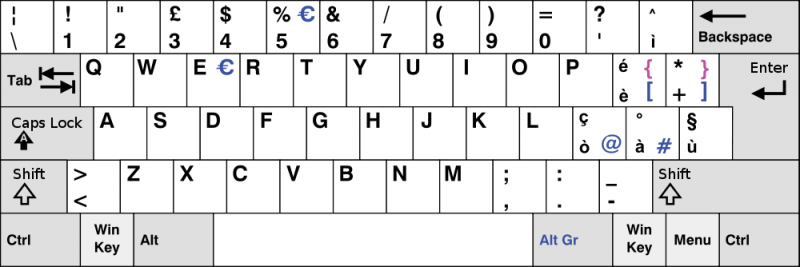 ¦ ! " £ $ % € & / ( ) = ? ^
\ 1 2 3 4 5 6 7 8 9 0 ' ì Backspace
Tab Q W E € R T Y U I O P é { * } Enter
è [ + ]
Caps Lock A S D F G H J K L ç ° §
A ò @ à # ù
Shift > Z X C V B N M ; : _ Shift
< , . -
Ctrl Win Key Alt Alt Gr Win Key Menu Ctrl